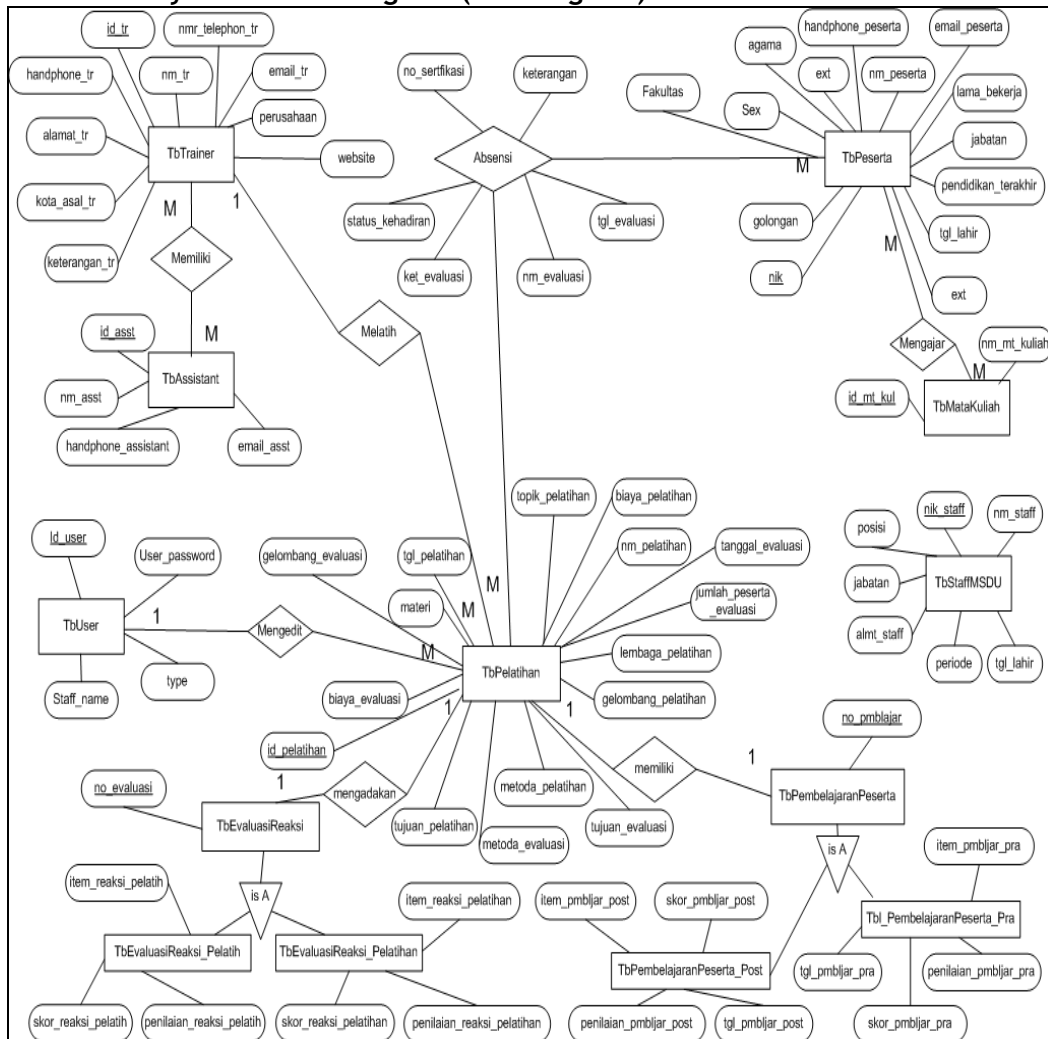 id_tr
nmr_telephon_tr
handphone_peserta
email_peserta
agama
handphone_tr
nm_tr
email_tr
no_sertfikasi
keterangan
ext
nm_peserta
perusahaan
Fakultas
lama_bekerja
Sex
alamat_tr
TbTrainer
website
Absensi
TbPeserta
jabatan
M
1
M
pendidikan_terakhir
kota_asal_tr
status_kehadiran
tgl_evaluasi
golongan
tgl_lahir
M
keterangan_tr
Memiliki
ket_evaluasi
nm_evaluasi
nik
ext
id_asst
M
Melatih
Mengajar
nm_mt_kuliah
M
TbAssistant
nm_asst
id_mt_kul
TbMataKuliah
handphone_assistant
email_asst
topik_pelatihan
biaya_pelatihan
nik_staff
nm_staff
Id_user
posisi
User_password
gelombang_evaluasi
tgl_pelatihan
nm_pelatihan
tanggal_evaluasi
TbStaffMSDU
jabatan
M
M
materi
jumlah_peserta
_evaluasi
TbUser
1
Mengedit
M
almt_staff
lembaga_pelatihan
TbPelatihan
periode
tgl_lahir
type
Staff_name
biaya_evaluasi
gelombang_pelatihan
1
1
no_pmblajar
id_pelatihan
memiliki
1
no_evaluasi
1
mengadakan
metoda_pelatihan
TbPembelajaranPeserta
TbEvaluasiReaksi
tujuan_pelatihan
tujuan_evaluasi
metoda_evaluasi
is A
item_pmbljar_pra
item_reaksi_pelatih
is A
item_reaksi_pelatihan
item_pmbljar_post
skor_pmbljar_post
Tbl_PembelajaranPeserta_Pra
TbEvaluasiReaksi_Pelatih
TbEvaluasiReaksi_Pelatihan
TbPembelajaranPeserta_Post
tgl_pmbljar_pra
penilaian_pmbljar_pra
skor_reaksi_pelatih
penilaian_reaksi_pelatih
skor_reaksi_pelatihan
penilaian_reaksi_pelatihan
penilaian_pmbljar_post
tgl_pmbljar_post
skor_pmbljar_pra